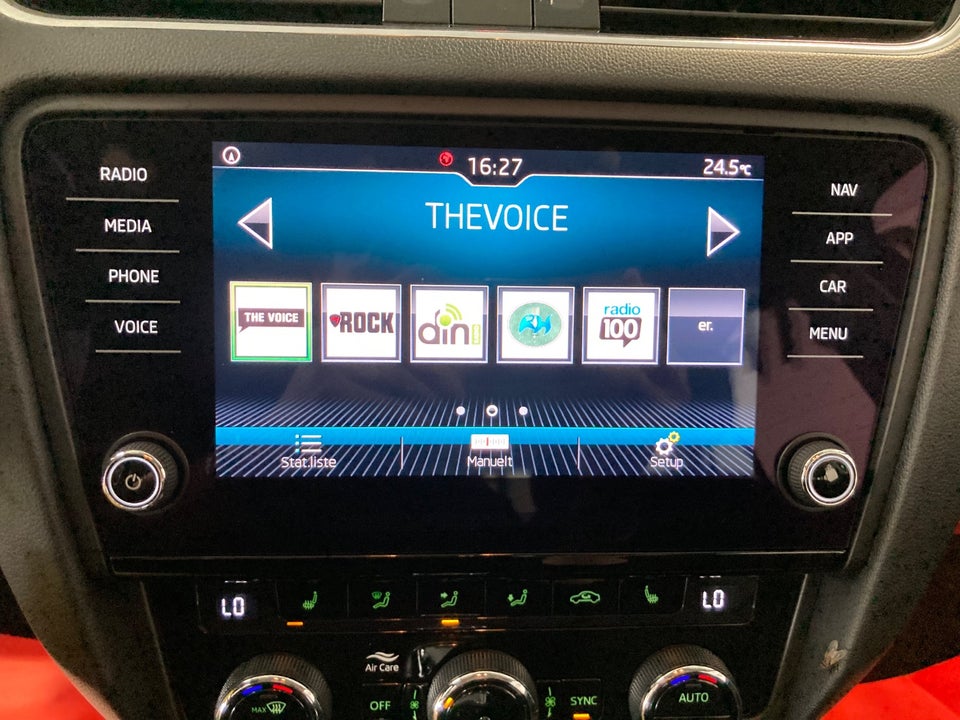 RADIO
MEDIA
PHONE
VOICE
16:27
24.5°C
THEVOICE
THE VOICE
ROCK
din
radio
100
er.
Stat.liste
Manuelt
Setup
NAV
APP
CAR
MENU
LO
LO
Air Care
MAX
OFF
SYNC
AUTO